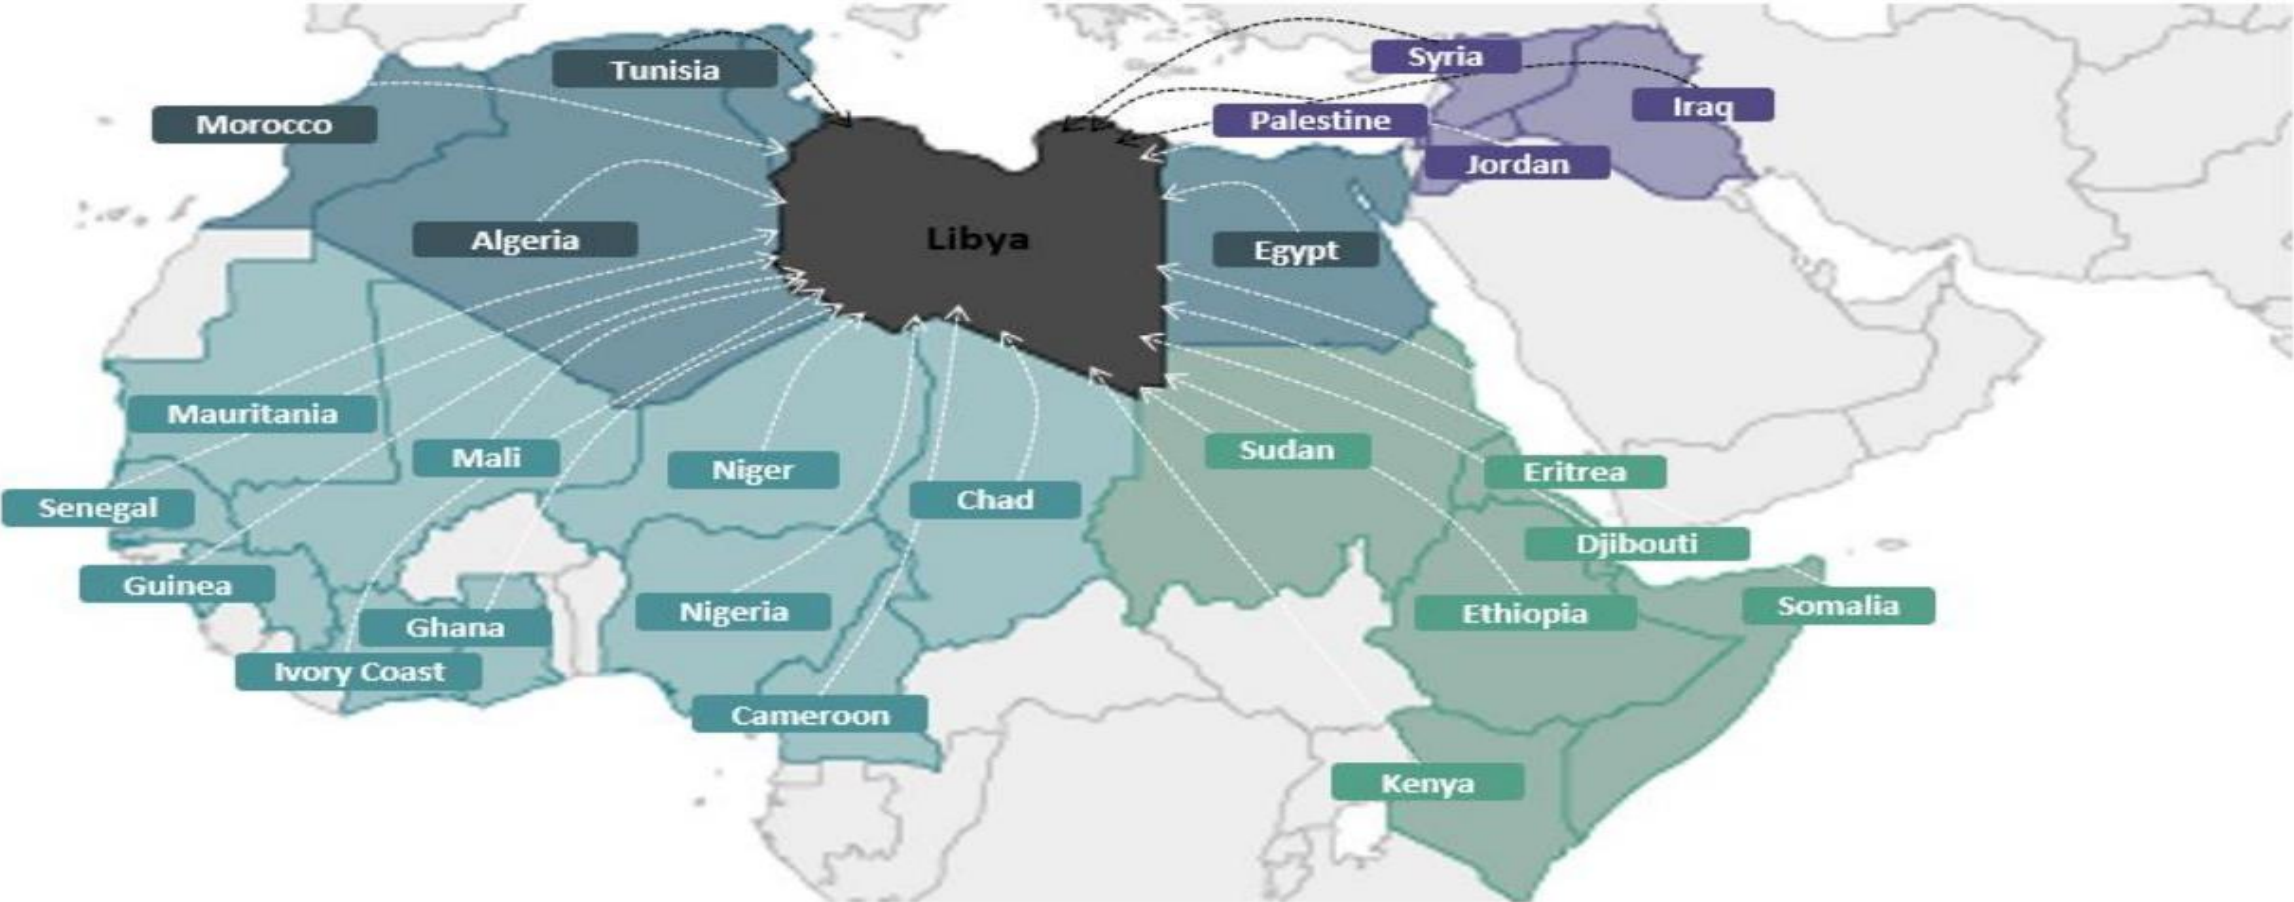 Syria
Tunisia
Iraq
Morocco
Palestine
Jordan
Algeria
Libya
Egypt
Mauritania
Mali
Niger
Sudan
Eritrea
Senegal
Chad
Djibouti
Guinea
Ghana
Nigeria
Ethiopia
Somalia
Ivory Coast
Cameroon
Kenya